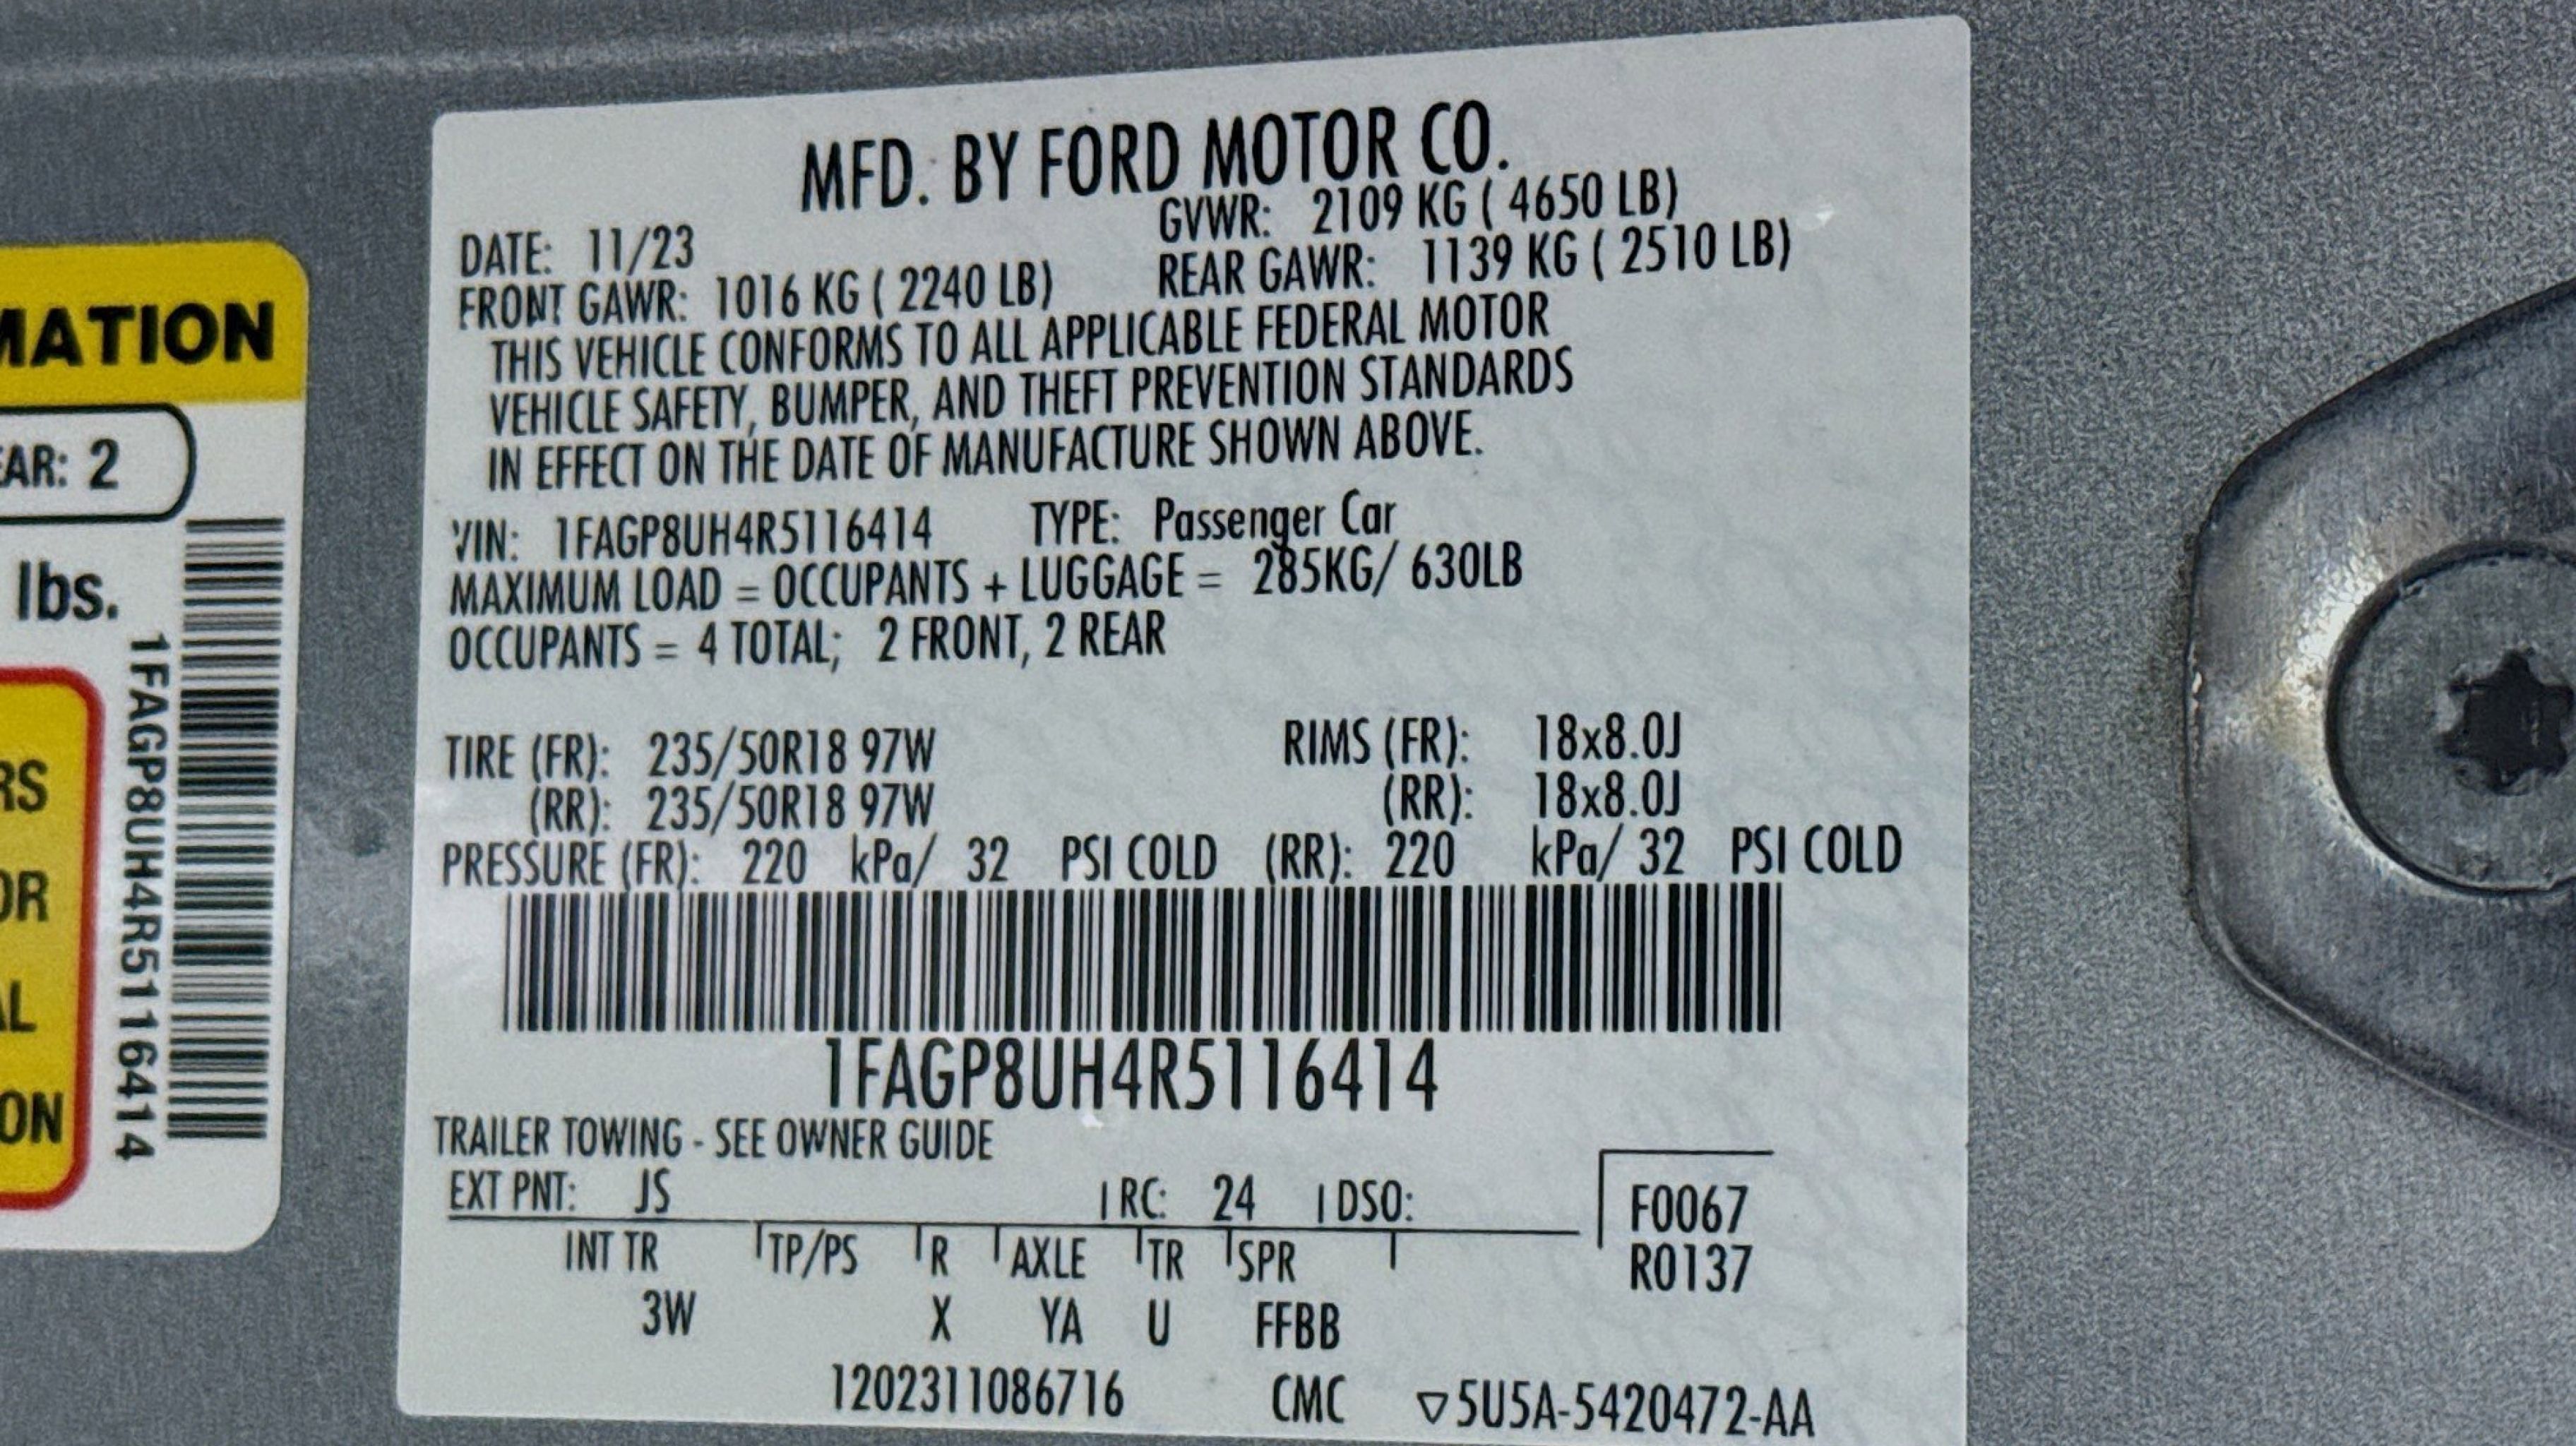 MATION
EAR: 2
lbs.
RS
OR
AL
ON
1FAGP8UH4R5116414
MFD. BY FORD MOTOR CO.
DATE: 11/23 GVWR: 2109 KG ( 4650 LB)
FRONT GAWR: 1016 KG ( 2240 LB) REAR GAWR: 1139 KG ( 2510 LB)
THIS VEHICLE CONFORMS TO ALL APPLICABLE FEDERAL MOTOR
VEHICLE SAFETY, BUMPER, AND THEFT PREVENTION STANDARDS
IN EFFECT ON THE DATE OF MANUFACTURE SHOWN ABOVE.
VIN: 1FAGP8UH4R5116414 TYPE: Passenger Car
MAXIMUM LOAD = OCCUPANTS + LUGGAGE = 285KG/ 630LB
OCCUPANTS = 4 TOTAL; 2 FRONT, 2 REAR
TIRE (FR): 235/50R18 97W RIMS (FR): 18x8.0J
(RR): 235/50R18 97W (RR): 18x8.0J
PRESSURE (FR): 220 kPa/ 32 PSI COLD (RR): 220 kPa/ 32 PSI COLD
1FAGP8UH4R5116414
TRAILER TOWING - SEE OWNER GUIDE
EXT PNT: JS RC: 24 DSO: F0067
INT TR TP/PS R AXLE TR SPR R0137
3W X YA U FFBB
1202311086716 CMC ▽5U5A-5420472-AA